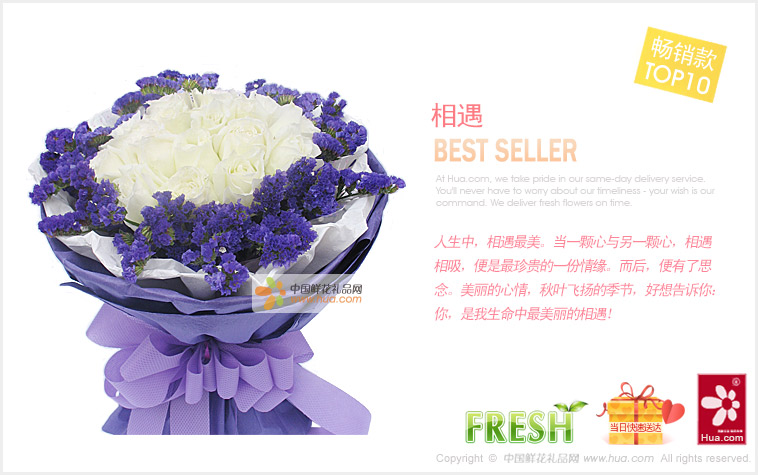 畅销款
TOP10
相遇
BEST SELLER
At Hua.com, we take pride in our same-day delivery service.
You'll never have to worry about our timeliness - your wish is our
command. We deliver fresh flowers on time.
人生中，相遇最美。当一颗心与另一颗心，相遇
相吸，便是最珍贵的一份情缘。而后，便有了思
念。美丽的心情，秋叶飞扬的季节，好想告诉你：
你，是我生命中最美丽的相遇！
中国鲜花礼品网
www.hua.com
FRESH
当日快速送达
Hua.com
Copyright © 中国鲜花礼品网 www.hua.com All rights reserved.